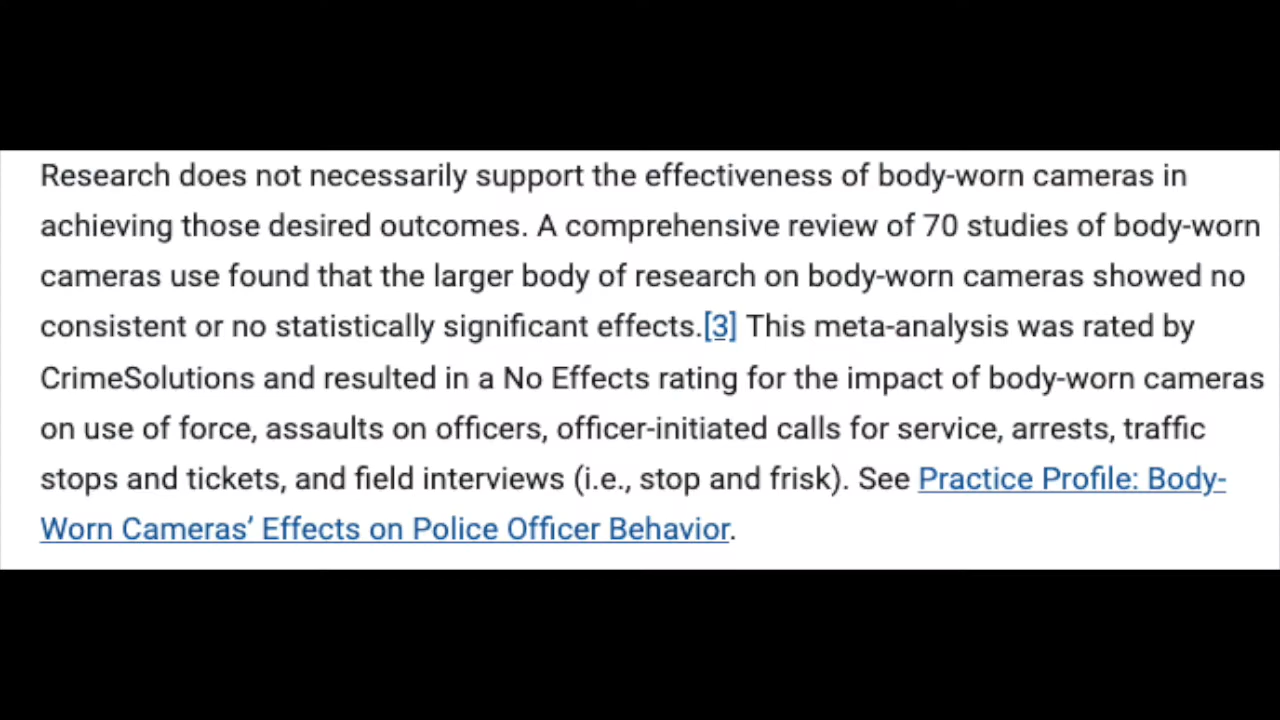 Research does not necessarily support the effectiveness of body-worn cameras in
achieving those desired outcomes. A comprehensive review of 70 studies of body-worn
cameras use found that the larger body of research on body-worn cameras showed no
consistent or no statistically significant effects.[3] This meta-analysis was rated by
CrimeSolutions and resulted in a No Effects rating for the impact of body-worn cameras
on use of force, assaults on officers, officer-initiated calls for service, arrests, traffic
stops and tickets, and field interviews (i.e., stop and frisk). See Practice Profile: Body-
Worn Cameras’ Effects on Police Officer Behavior.